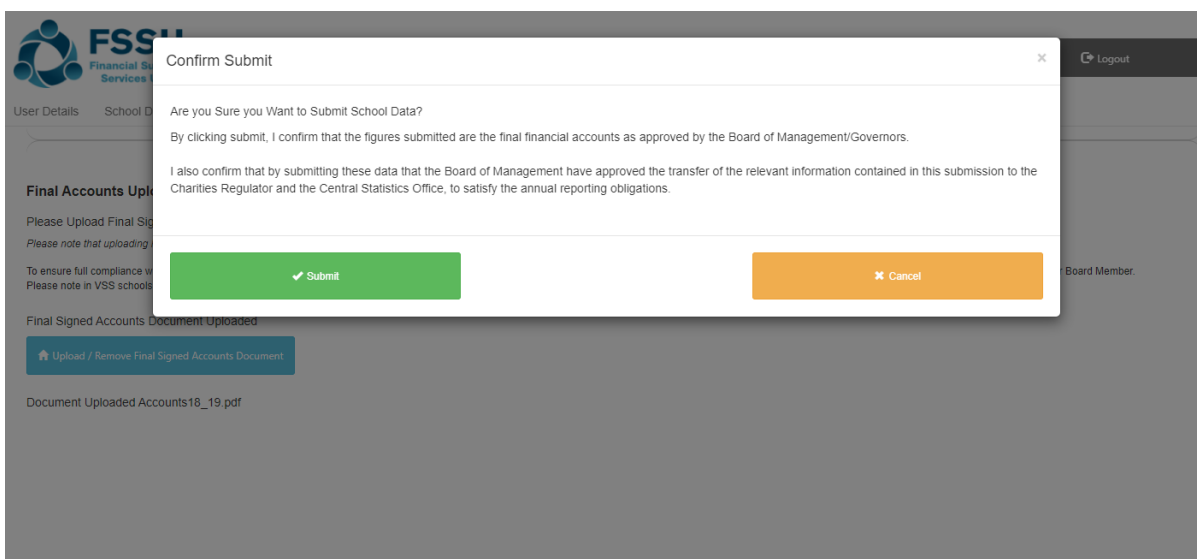 FSSU
Financial Su
Services
Confirm Submit
×
Logout
User Details School D
Are you Sure you Want to Submit School Data?
By clicking submit, I confirm that the figures submitted are the final financial accounts as approved by the Board of Management/Governors.
I also confirm that by submitting these data that the Board of Management have approved the transfer of the relevant information contained in this submission to the
Charities Regulator and the Central Statistics Office, to satisfy the annual reporting obligations.
Final Accounts Uplo
Please Upload Final Sig
Please note that uploading
To ensure full compliance w
Board Member.
Please note in VSS schools
Submit
Cancel
Final Signed Accounts Document Uploaded
Upload / Remove Final Signed Accounts Document
Document Uploaded Accounts18_19.pdf